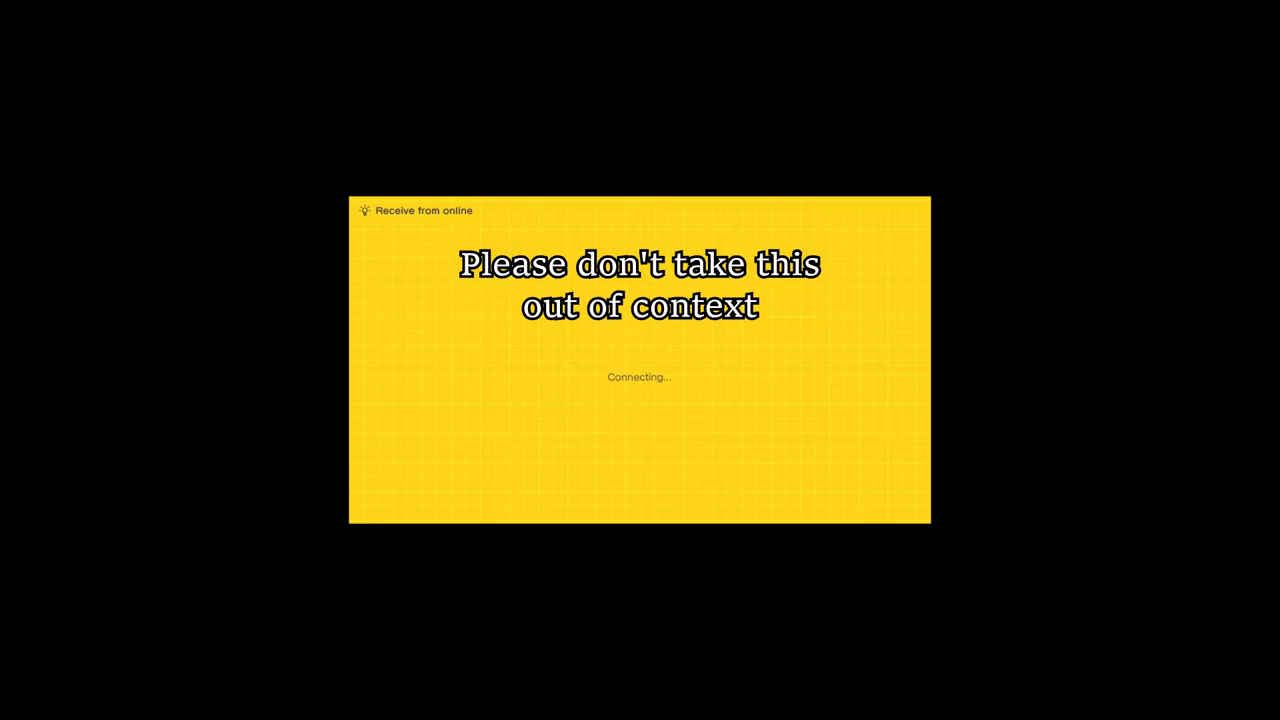 Receive from online
Please don't take this
out of context
Connecting...